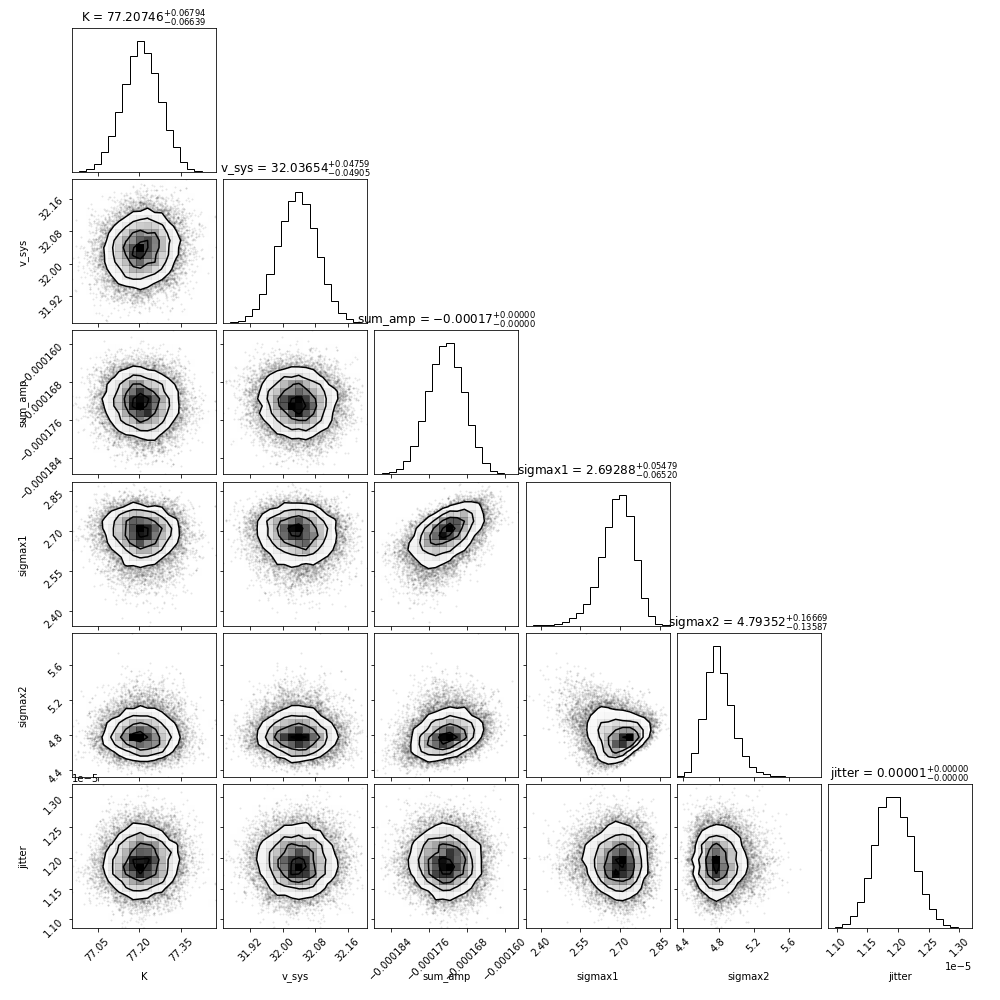 K = 77.20746+0.06794−0.06639
v_sys = 32.03654+0.04759−0.04905
32.16
32.08
32.00
31.92
v_sys
sum_amp = −0.00017+0.00000−0.00000
−0.000160
−0.000168
−0.000176
−0.000184
sum_amp
sigmax1 = 2.69288+0.05479−0.06520
2.85
2.70
2.55
2.40
sigmax1
sigmax2 = 4.79352+0.16669−0.13587
5.6
5.2
4.8
4.4
sigmax2
1e−5
jitter = 0.00001+0.00000−0.00000
1.30
1.25
1.20
1.15
1.10
jitter
77.05 77.20 77.35
31.92 32.00 32.08 32.16
−0.000184 −0.000176 −0.000168 −0.000160
2.40 2.55 2.70 2.85
4.4 4.8 5.2 5.6
1.10 1.15 1.20 1.25 1.30
1e−5
K v_sys sum_amp sigmax1 sigmax2 jitter